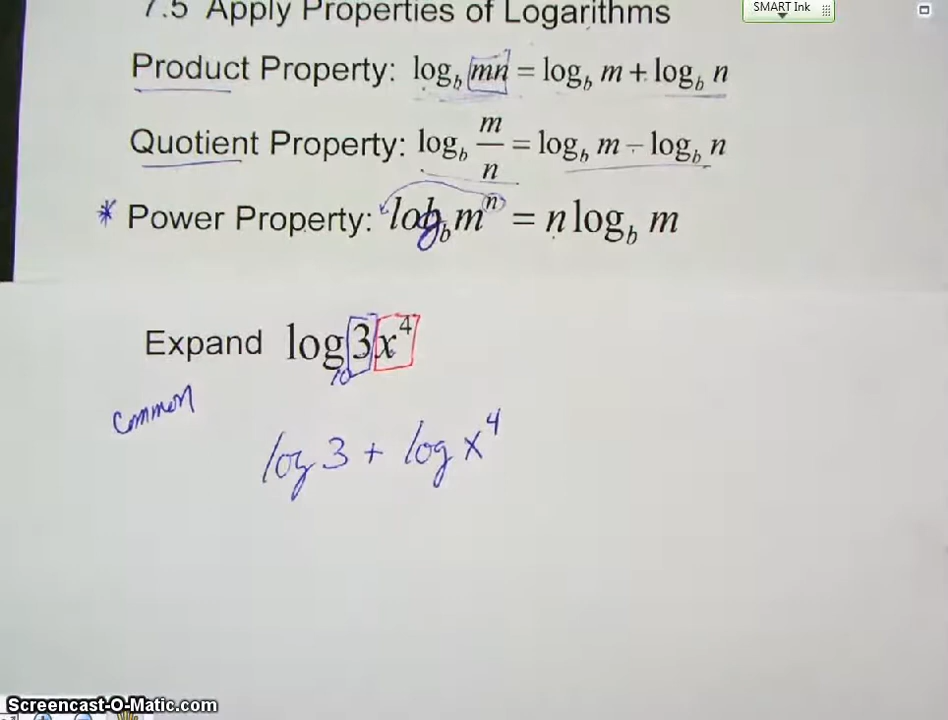 7.5 Apply Properties of Logarithms
SMART Ink
Product Property: log_b mn = log_b m + log_b n
Quotient Property: log_b m/n = log_b m − log_b n
* Power Property: log_b m^n = n log_b m
Expand log 3x^4
10
Common
log 3 + log x^4
Screencast-O-Matic.com